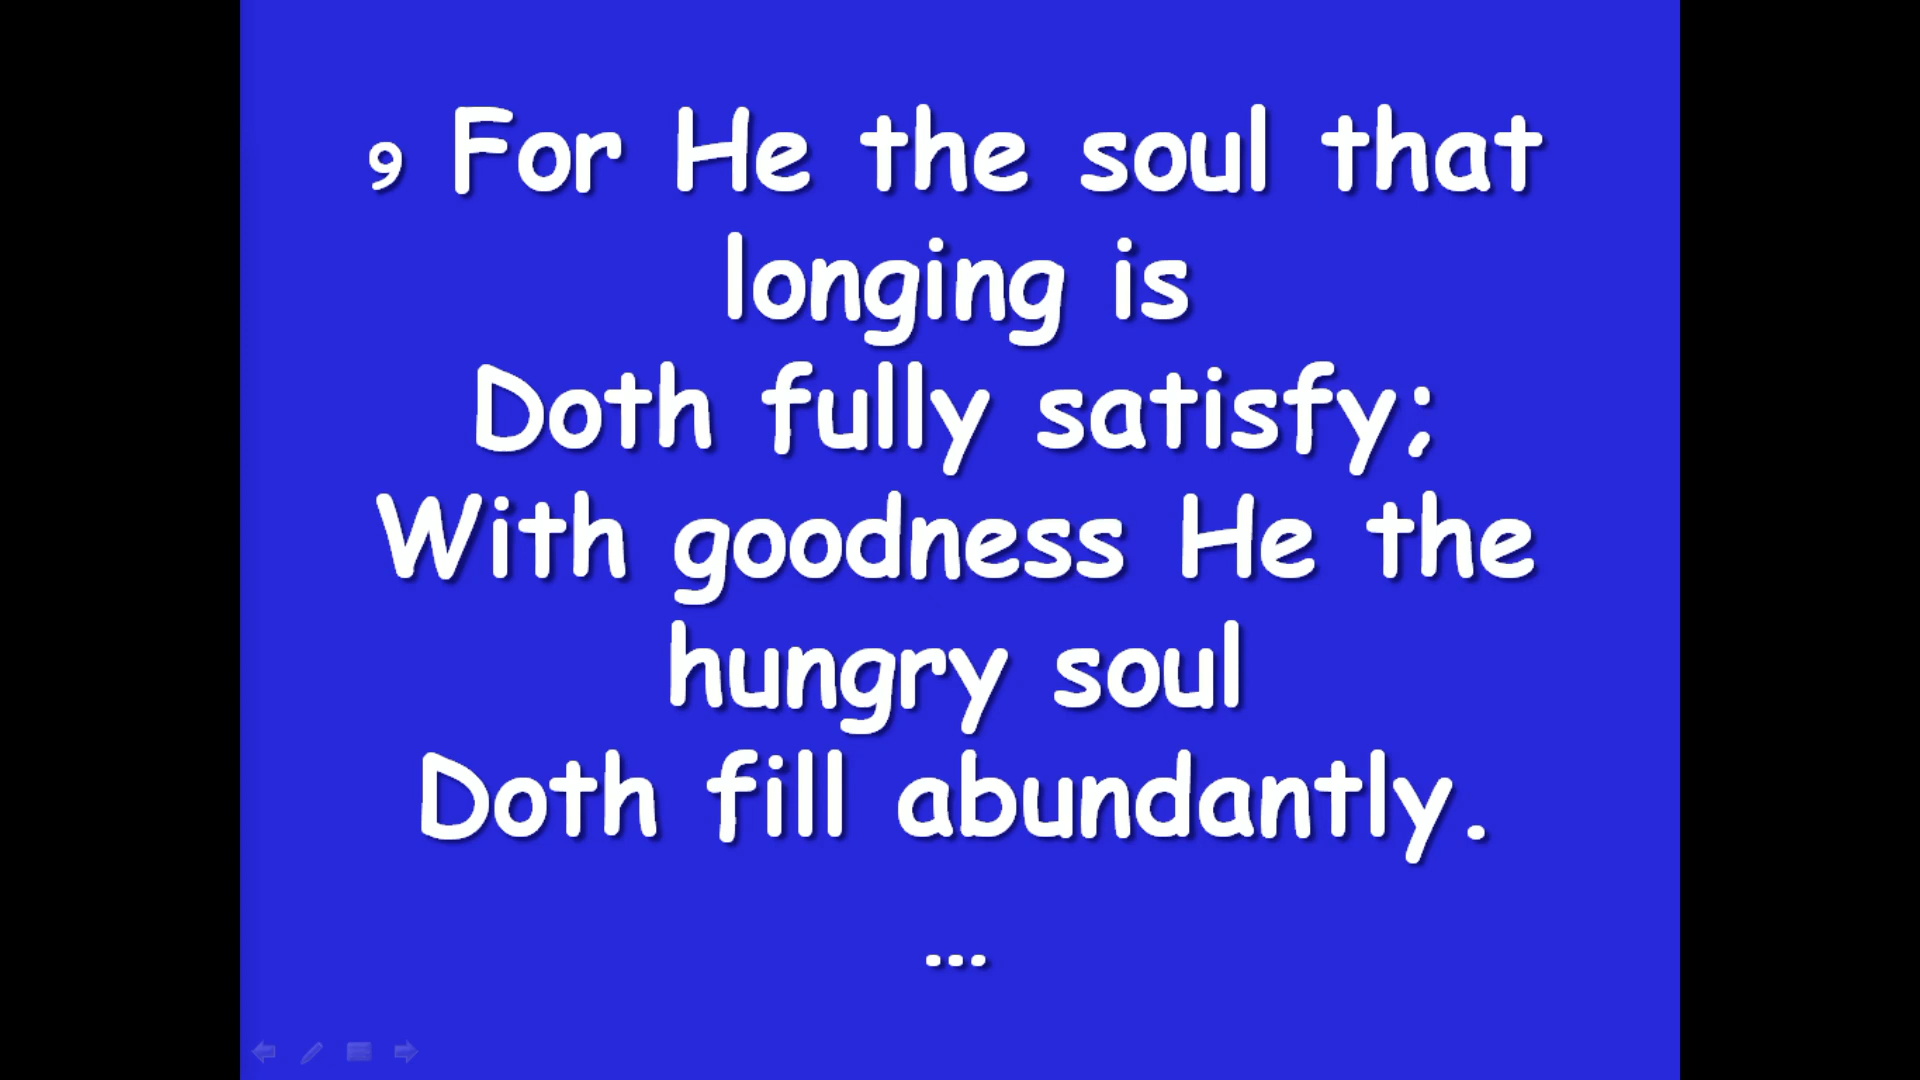 9 For He the soul that
longing is
Doth fully satisfy;
With goodness He the
hungry soul
Doth fill abundantly.
...